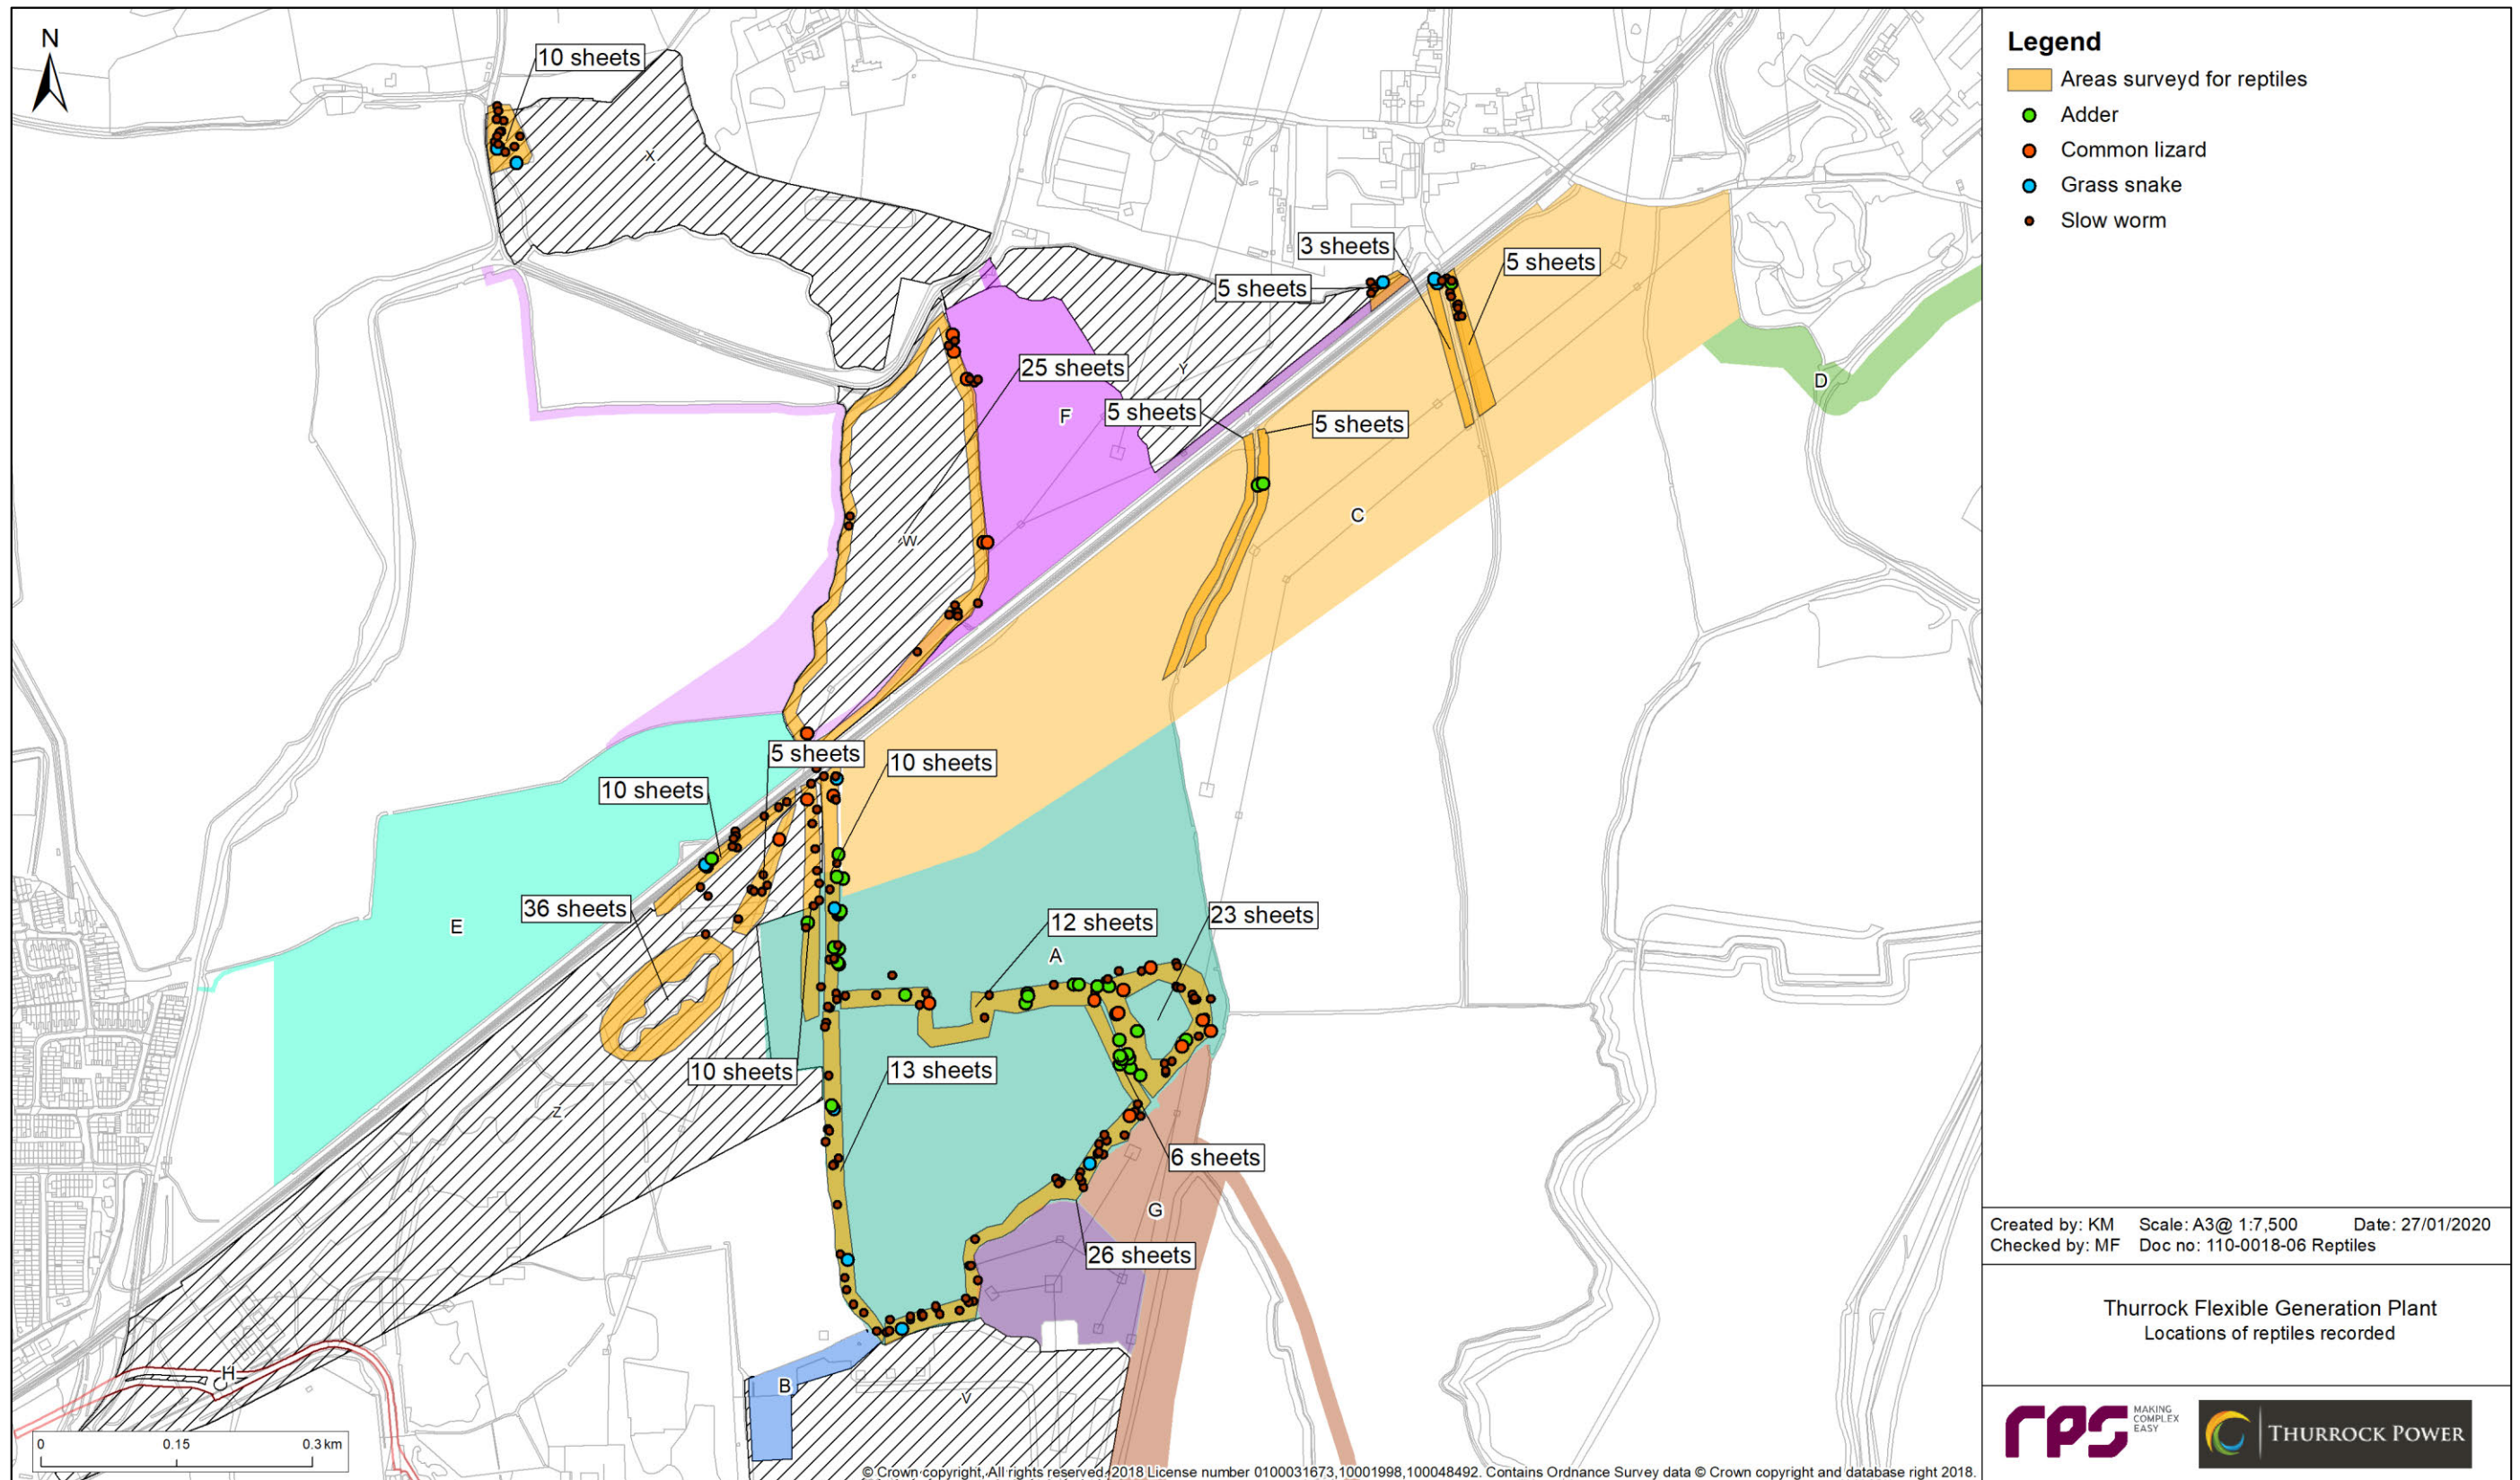 N
10 sheets
X
3 sheets
5 sheets
5 sheets
25 sheets
Y
F
5 sheets
5 sheets
D
C
W
5 sheets
10 sheets
10 sheets
36 sheets
E
12 sheets
23 sheets
A
10 sheets
13 sheets
Z
6 sheets
G
26 sheets
H
B
V
0 0.15 0.3 km
© Crown copyright, All rights reserved. 2018 License number 0100031673,10001998,100048492. Contains Ordnance Survey data © Crown copyright and database right 2018.
Legend
Areas surveyd for reptiles
Adder
Common lizard
Grass snake
Slow worm
Created by: KM Scale: A3@ 1:7,500 Date: 27/01/2020
Checked by: MF Doc no: 110-0018-06 Reptiles
Thurrock Flexible Generation Plant
Locations of reptiles recorded
rps MAKING
COMPLEX
EASY
THURROCK POWER